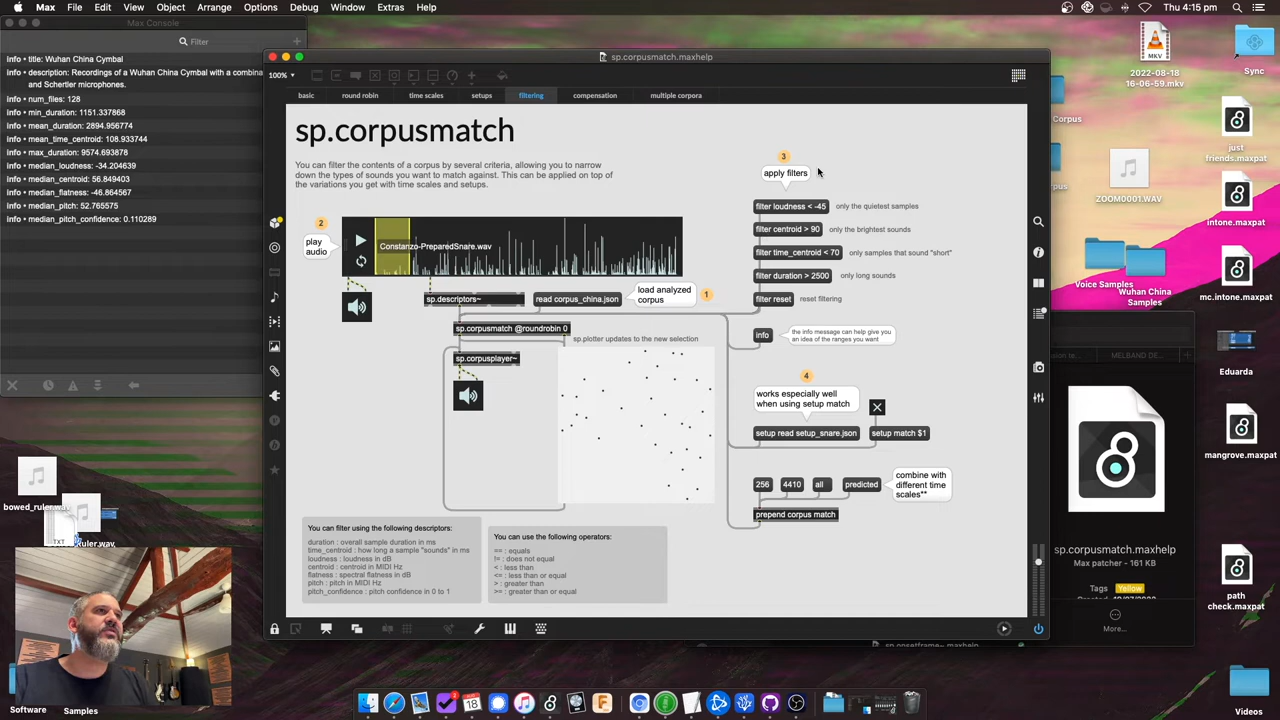 Max File Edit View Object Arrange Options Debug Extras Window Help
Thu Aug 18 4:15 PM
Max Console
Filter
Info • title: Wuhan China Cymbal
Info • description: Recordings of a Wuhan China Cymbal with a combina
and Schertler microphones.
Info • num_files: 128
Info • min_duration: 1151.337868
Info • mean_duration: 2894.956774
Info • mean_time_centroid: 108.933744
Info • max_duration: 9574.693878
Info • median_loudness: -34.204639
Info • median_centroid: 56.849403
Info • median_flatness: -46.864567
Info • median_pitch: 52.765575
Info • median_pitch_confidence: 0.110289
sp.corpusmatch.maxhelp
100%
basic
round robin
time scales
setups
filtering
compensation
multiple corpora
sp.corpusmatch
You can filter the contents of a corpus by several criteria, allowing you to narrow
down the types of sounds you want to match against. This can be applied on top of
the variations you get with time scales and setups.
2
play
audio
Constanzo-PreparedSnare.wav
sp.descriptors~
read corpus_china.json
load analyzed
corpus
1
sp.corpusmatch @roundrobin 0
sp.plotter updates to the new selection
sp.corpusplayer~
3
apply filters
filter loudness < -45
only the quietest samples
filter centroid > 90
only the brightest sounds
filter time_centroid < 70
only samples that sound "short"
filter duration > 2500
only long sounds
filter reset
reset filtering
info
the info message can help give you
an idea of the ranges you want
4
works especially well
when using setup match
setup read setup_snare.json
setup match $1
256
4410
all
predicted
combine with
different time
scales**
prepend corpus match
You can filter using the following descriptors:
duration : overall sample duration in ms
time_centroid : how long a sample "sounds" in ms
loudness : loudness in dB
centroid : centroid in MIDI Hz
flatness : spectral flatness in dB
pitch : pitch in MIDI Hz
pitch_confidence : pitch confidence in 0 to 1
You can use the following operators:
== : equals
!= : does not equal
< : less than
<= : less than or equal
> : greater than
>= : greater than or equal
MKV
2022-08-18
16-06-59.mkv
Sync
Corpus
just
friends.maxpat
ZOOM0001.WAV
into.maxpat
Voice Samples
Wuhan China
Samples
mc.intone.maxpat
MELBAND DE...
Eduarda
mangrove.maxpat
sp.corpusmatch.maxhelp
Max patcher - 161 KB
Tags
Yellow
More...
path
check.maxpat
Videos
bowed_ruler.wav
TXT
Software
Samples
2
18